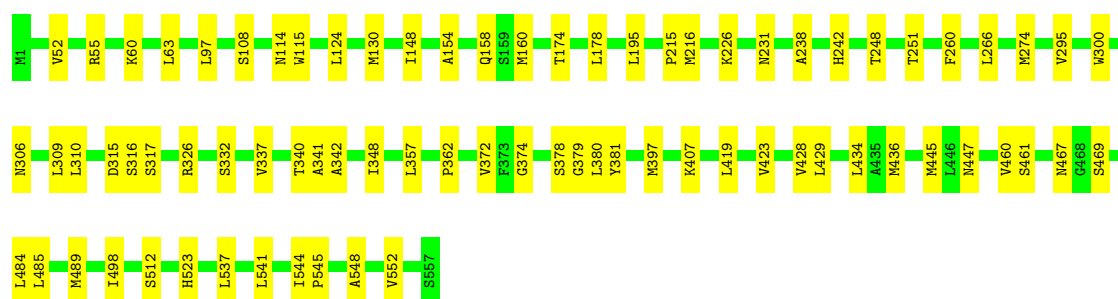 M1 V52 R55 K60 L63 L97 S108 N114 W115 L124 M130 I148 A154 Q158 S159 M160 T174 L178 L195 P215 M216 K226 N231 A238 H242 T248 T251 F260 L266 M274 V295 W300
N306 L309 L310 D315 S316 S317 R326 S332 V337 T340 A341 A342 I348 L357 P362 V372 F373 G374 S378 G379 L380 Y381 M397 K407 L419 V423 V428 L429 L434 A435 M436 M445 L446 N447 V460 S461 N467 G468 S469
L484 L485 M489 I498 S512 H523 L537 L541 I544 P545 A548 V552 S557